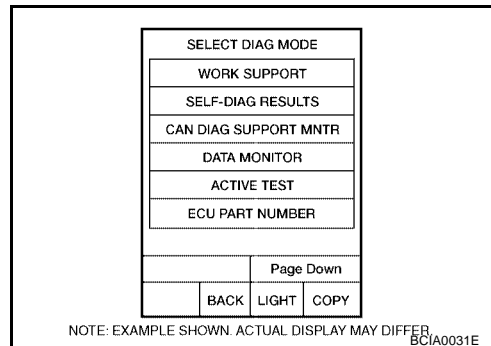 SELECT DIAG MODE
WORK SUPPORT
SELF-DIAG RESULTS
CAN DIAG SUPPORT MNTR
DATA MONITOR
ACTIVE TEST
ECU PART NUMBER
Page Down
BACK LIGHT COPY
NOTE: EXAMPLE SHOWN. ACTUAL DISPLAY MAY DIFFER.
BCIA0031E